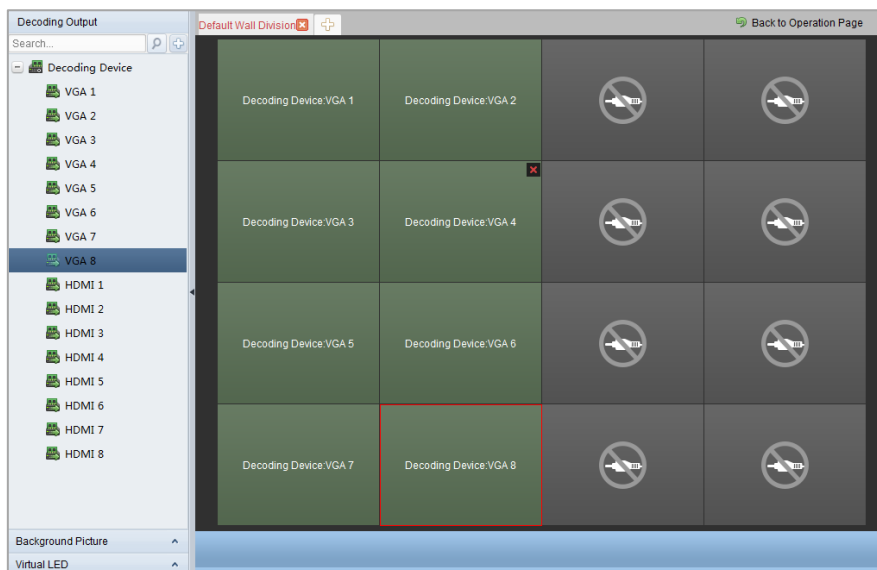 Decoding Output
Default Wall Division
Back to Operation Page
Search...
Decoding Device
VGA 1
VGA 2
VGA 3
VGA 4
VGA 5
VGA 6
VGA 7
VGA 8
HDMI 1
HDMI 2
HDMI 3
HDMI 4
HDMI 5
HDMI 6
HDMI 7
HDMI 8
Background Picture
Virtual LED
Decoding Device:VGA 1
Decoding Device:VGA 2
Decoding Device:VGA 3
Decoding Device:VGA 4
Decoding Device:VGA 5
Decoding Device:VGA 6
Decoding Device:VGA 7
Decoding Device:VGA 8